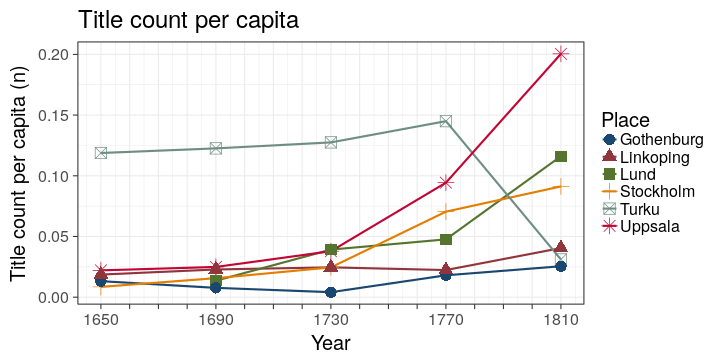 Title count per capita
Title count per capita (n)
0.20
0.15
0.10
0.05
0.00
1650 1690 1730 1770 1810
Year
Place
Gothenburg
Linkoping
Lund
Stockholm
Turku
Uppsala